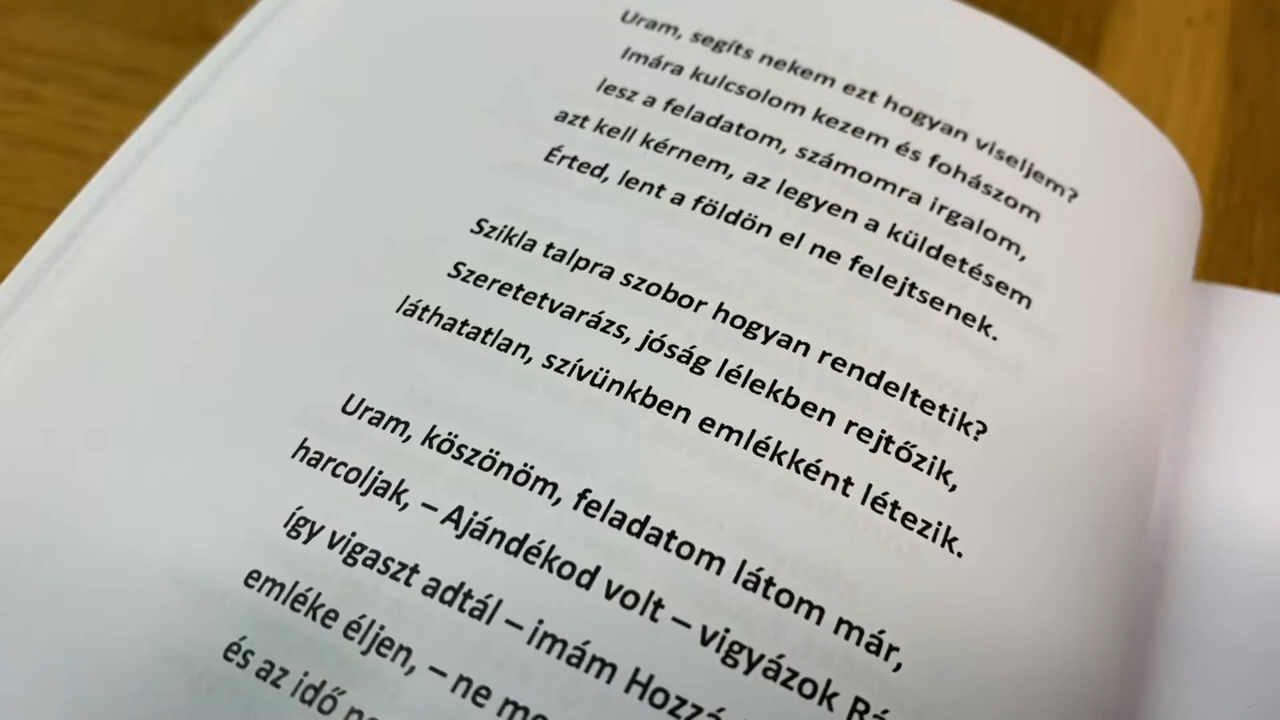 Uram, segíts nekem ezt hogyan viseljem?
Imára kulcsolom kezem és fohászom
lesz a feladatom, számomra irgalom,
azt kell kérnem, az legyen a küldetésem
Érted, lent a földön el ne felejtsenek.
Szikla talpra szobor hogyan rendeltetik?
Szeretetvarázs, jóság lélekben rejtőzik,
láthatatlan, szívünkben emlékként létezik.
Uram, köszönöm, feladatom látom már,
harcoljak, – Ajándékod volt – vigyázok
így vigaszt adtál – imám
emléke éljen, – ne
és az idő